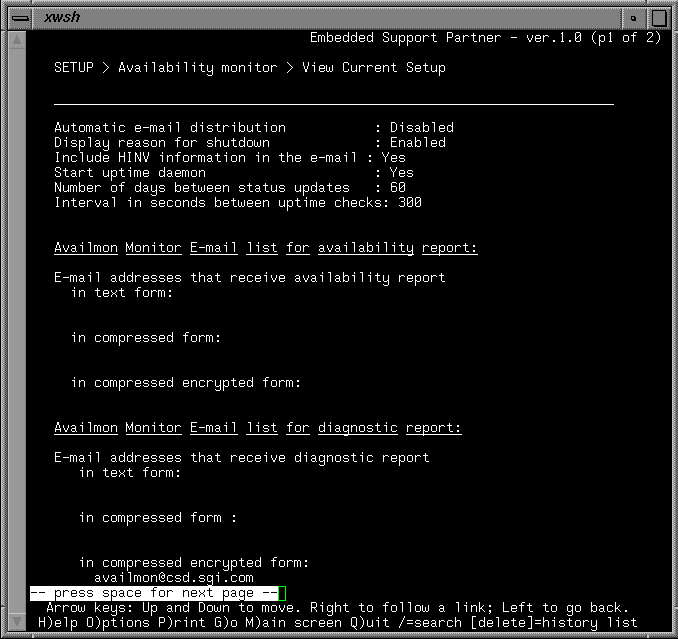 xwsh
Embedded Support Partner - ver.1.0 (p1 of 2)
SETUP > Availability monitor > View Current Setup
Automatic e-mail distribution : Disabled
Display reason for shutdown : Enabled
Include HINV information in the e-mail : Yes
Start uptime daemon : Yes
Number of days between status updates : 60
Interval in seconds between uptime checks: 300
Availmon Monitor E-mail list for availability report:
E-mail addresses that receive availability report
in text form:
in compressed form:
in compressed encrypted form:
Availmon Monitor E-mail list for diagnostic report:
E-mail addresses that receive diagnostic report
in text form:
in compressed form :
in compressed encrypted form:
availmon@csd.sgi.com
-- press space for next page --
Arrow keys: Up and Down to move. Right to follow a link; Left to go back.
H)elp O)ptions P)rint G)o M)ain screen Q)uit /=search [delete]=history list